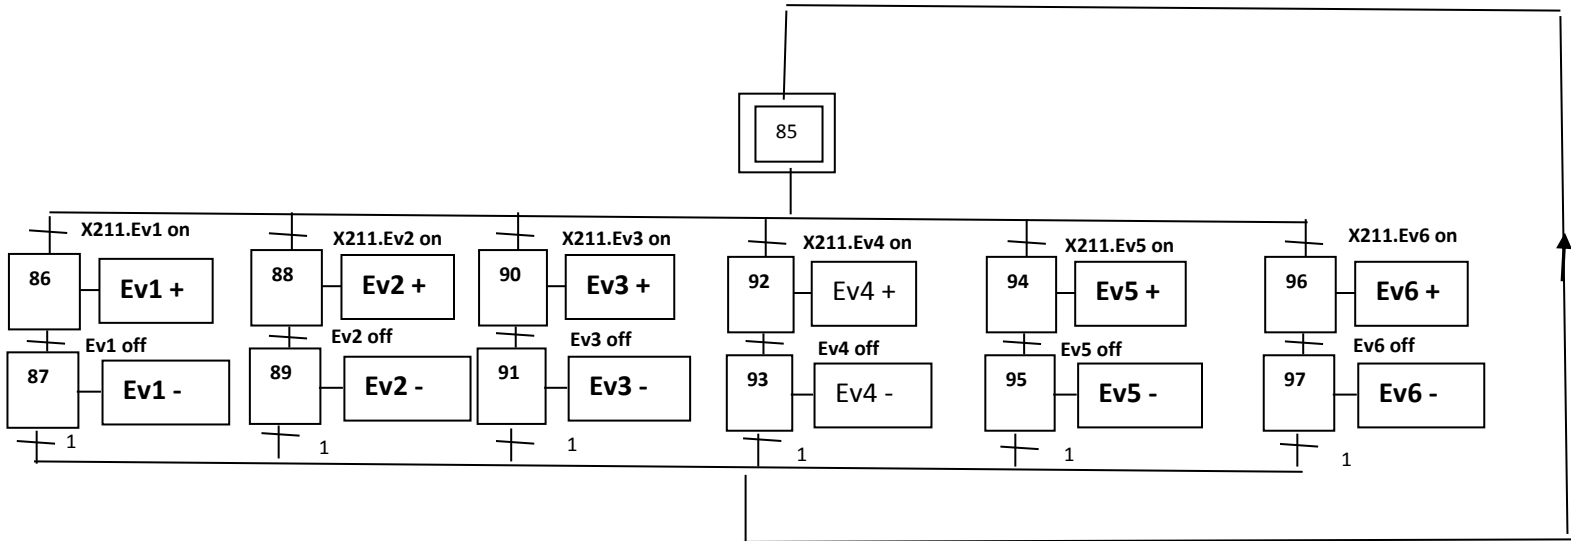 85
X211.Ev1 on
X211.Ev2 on
X211.Ev3 on
X211.Ev4 on
X211.Ev5 on
X211.Ev6 on
86
Ev1 +
88
Ev2 +
90
Ev3 +
92
Ev4 +
94
Ev5 +
96
Ev6 +
Ev1 off
Ev2 off
Ev3 off
Ev4 off
Ev5 off
Ev6 off
87
Ev1 -
89
Ev2 -
91
Ev3 -
93
Ev4 -
95
Ev5 -
97
Ev6 -
1
1
1
1
1
1